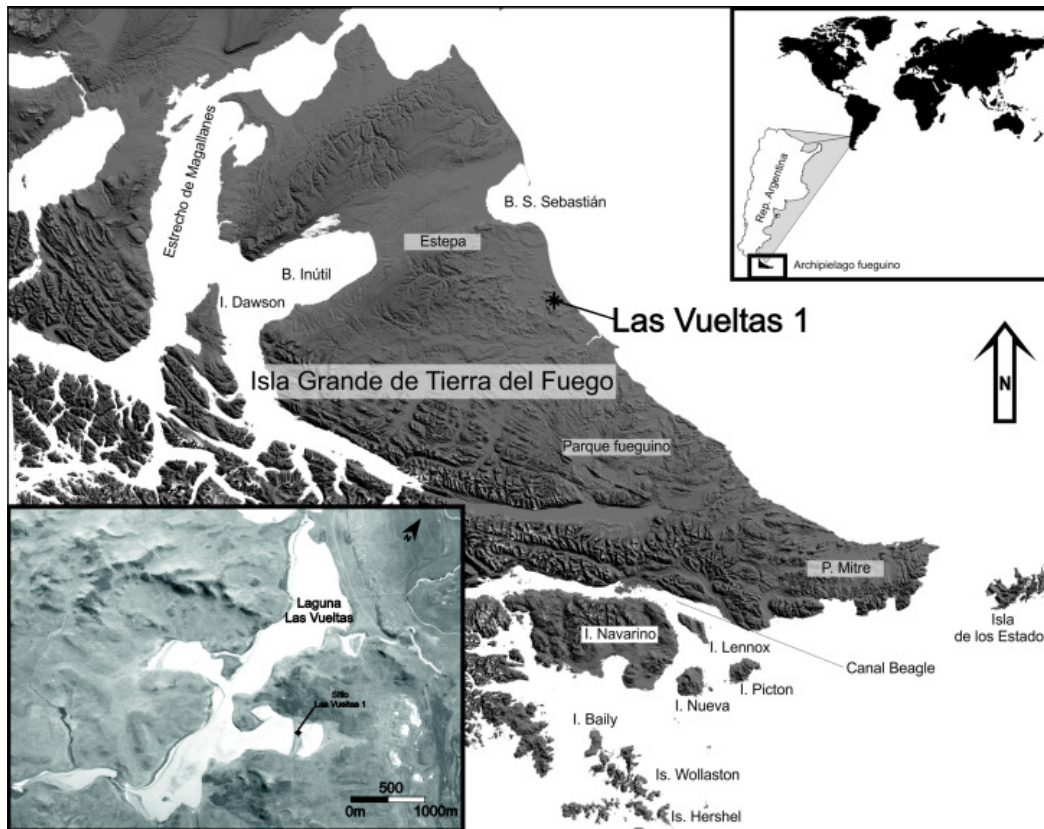 Estrecho de Magallanes
B. S. Sebastián
Estepa
B. Inútil
I. Dawson
Las Vueltas 1
Isla Grande de Tierra del Fuego
Parque fueguino
P. Mitre
I. Navarino
I. Lennox
I. Picton
I. Nueva
Canal Beagle
Isla
de los Estado
I. Baily
Is. Wollaston
Is. Hershel
Rep. Argentina
Archipielago fueguino
N
N
Laguna
Las Vueltas
Sitio
Las Vueltas 1
500
0m 1000m